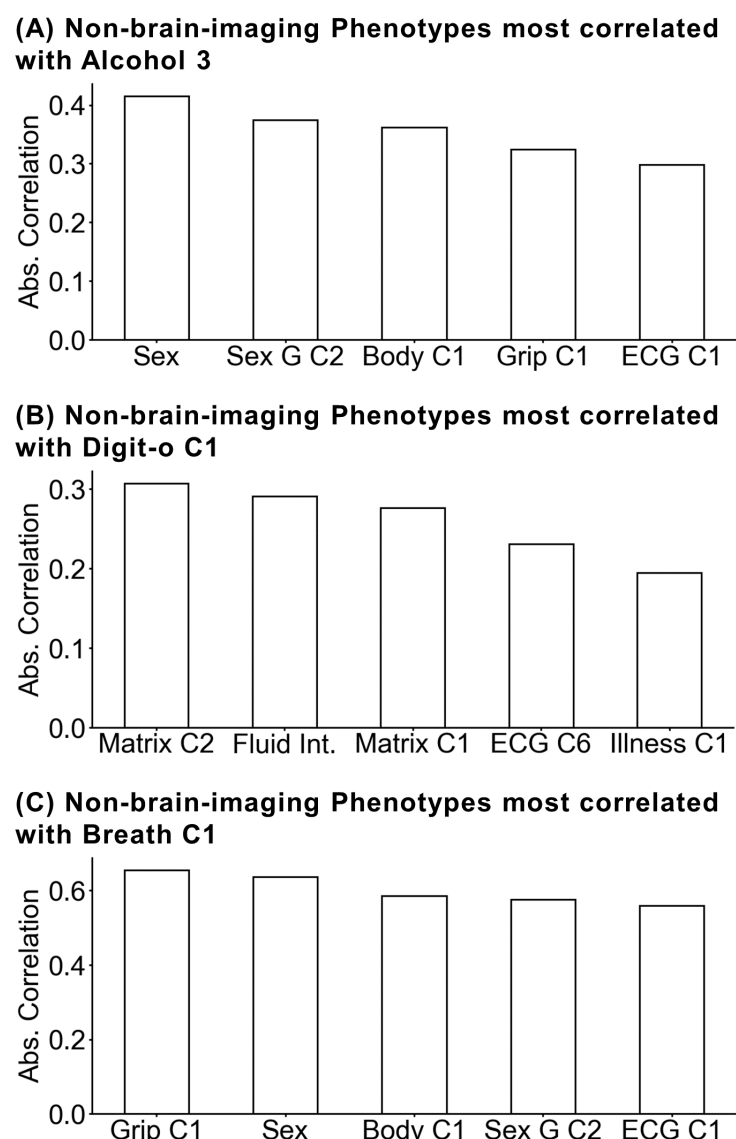 (A) Non-brain-imaging Phenotypes most correlated
with Alcohol 3
Abs. Correlation
0.4
0.3
0.2
0.1
0.0
Sex Sex G C2 Body C1 Grip C1 ECG C1
(B) Non-brain-imaging Phenotypes most correlated
with Digit-o C1
Abs. Correlation
0.3
0.2
0.1
0.0
Matrix C2 Fluid Int. Matrix C1 ECG C6 Illness C1
(C) Non-brain-imaging Phenotypes most correlated
with Breath C1
Abs. Correlation
0.6
0.4
0.2
0.0
Grip C1 Sex Body C1 Sex G C2 ECG C1